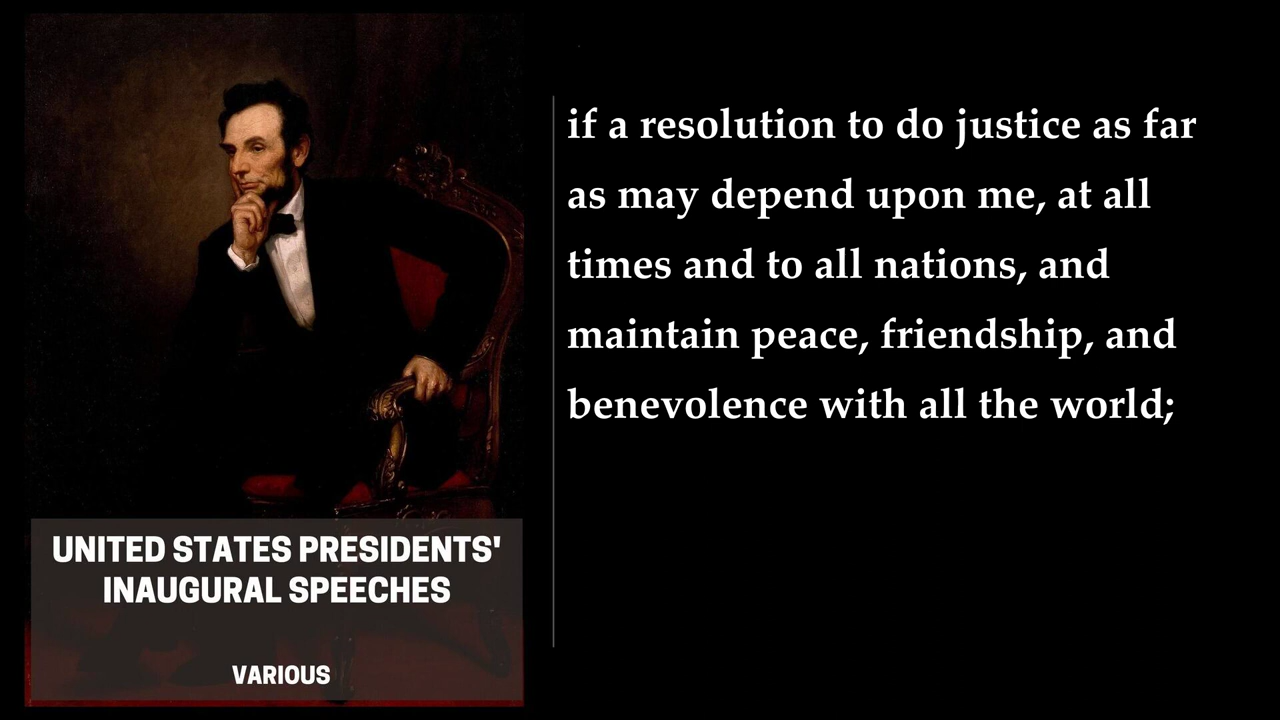 if a resolution to do justice as far
as may depend upon me, at all
times and to all nations, and
maintain peace, friendship, and
benevolence with all the world;
UNITED STATES PRESIDENTS'
INAUGURAL SPEECHES
VARIOUS